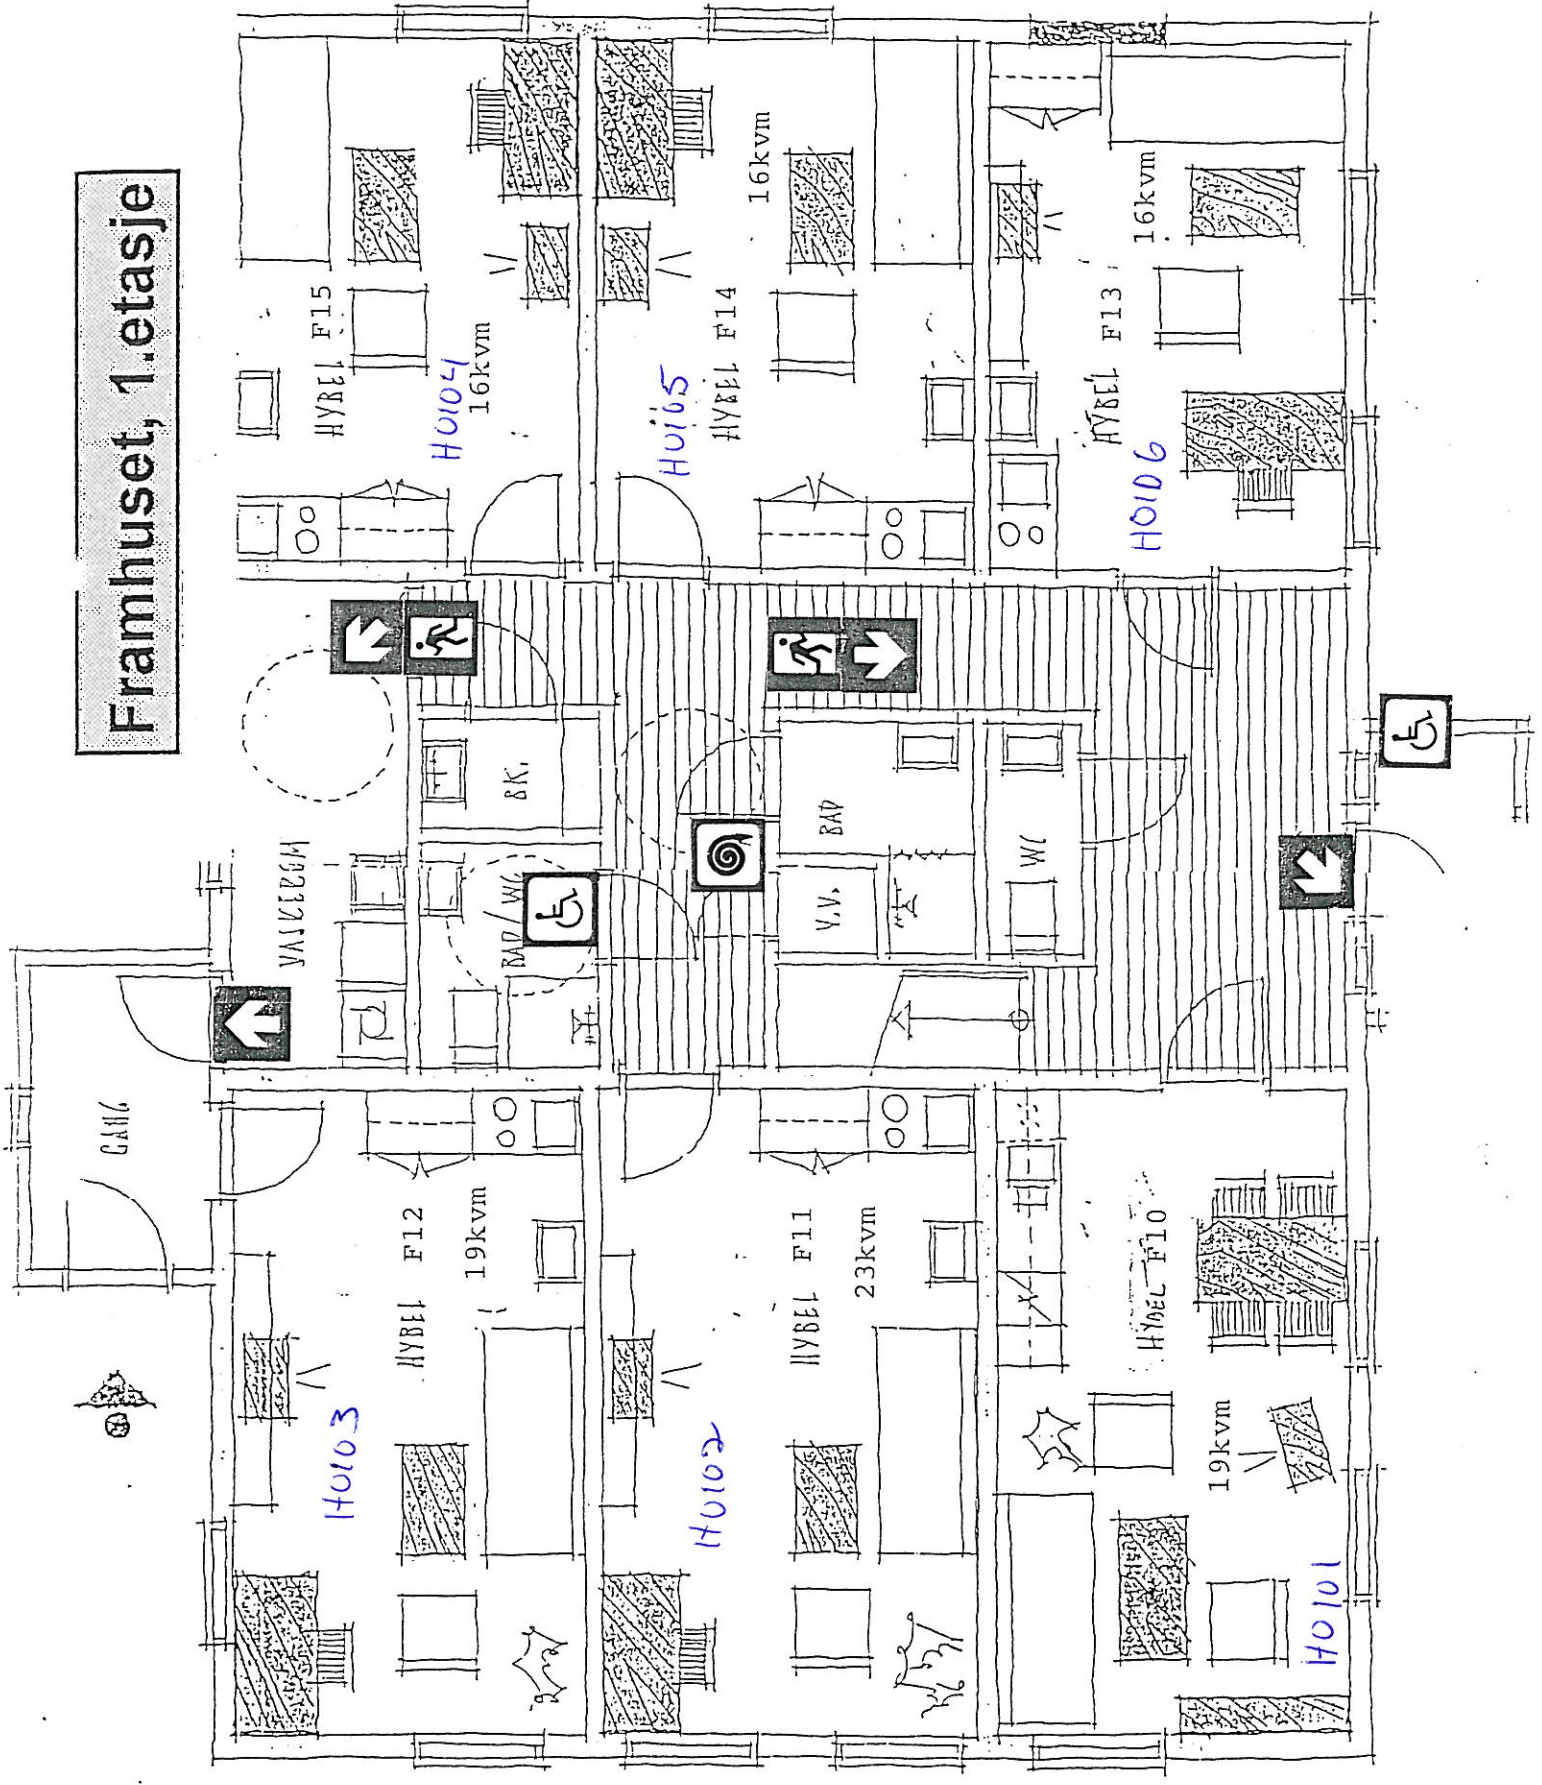 Framhuset, 1.etasje
HYBEL F15
H0104
16kvm
H0105
HYBEL F14
16kvm
HYBEL F13
16kvm
H0106
VASKEROM
BK.
BAD/WC
BAD
V.V.
WC
GANG
HYBEL F12
19kvm
H0103
HYBEL F11
23kvm
H0102
HYBEL F10
19kvm
H0101